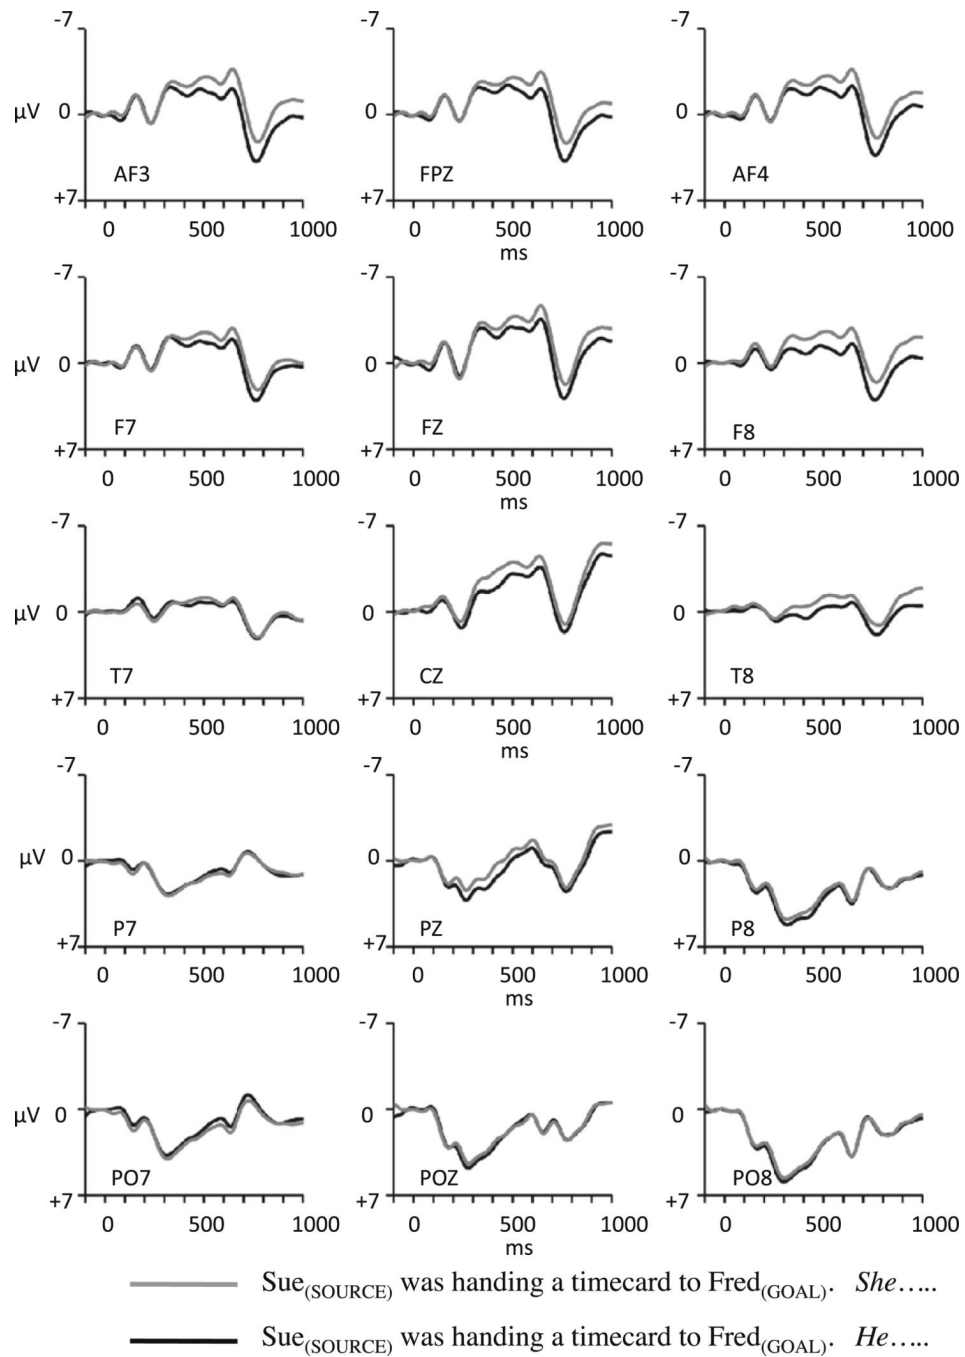 -7 -7 -7
μV 0 0 0
AF3 FPZ AF4
+7 +7 +7
0 500 1000 0 500 1000 0 500 1000
ms
-7 -7 -7
μV 0 0 0
F7 FZ F8
+7 +7 +7
0 500 1000 0 500 1000 0 500 1000
ms
-7 -7 -7
μV 0 0 0
T7 CZ T8
+7 +7 +7
0 500 1000 0 500 1000 0 500 1000
ms
-7 -7 -7
μV 0 0 0
P7 PZ P8
+7 +7 +7
0 500 1000 0 500 1000 0 500 1000
ms
-7 -7 -7
μV 0 0 0
PO7 POZ PO8
+7 +7 +7
0 500 1000 0 500 1000 0 500 1000
ms
Sue(SOURCE) was handing a timecard to Fred(GOAL). She…..
Sue(SOURCE) was handing a timecard to Fred(GOAL). He…..